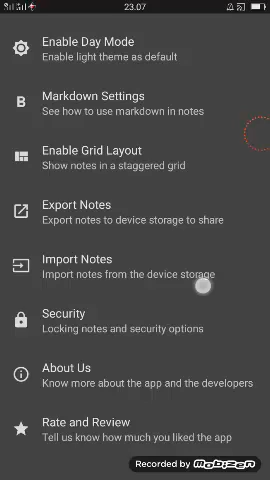 23.07
Enable Day Mode
Enable light theme as default
B
Markdown Settings
See how to use markdown in notes
Enable Grid Layout
Show notes in a staggered grid
Export Notes
Export notes to device storage to share
Import Notes
Import notes from the device storage
Security
Locking notes and security options
About Us
Know more about the app and the developers
Rate and Review
Tell us know how much you liked the app
Recorded by Mobizen